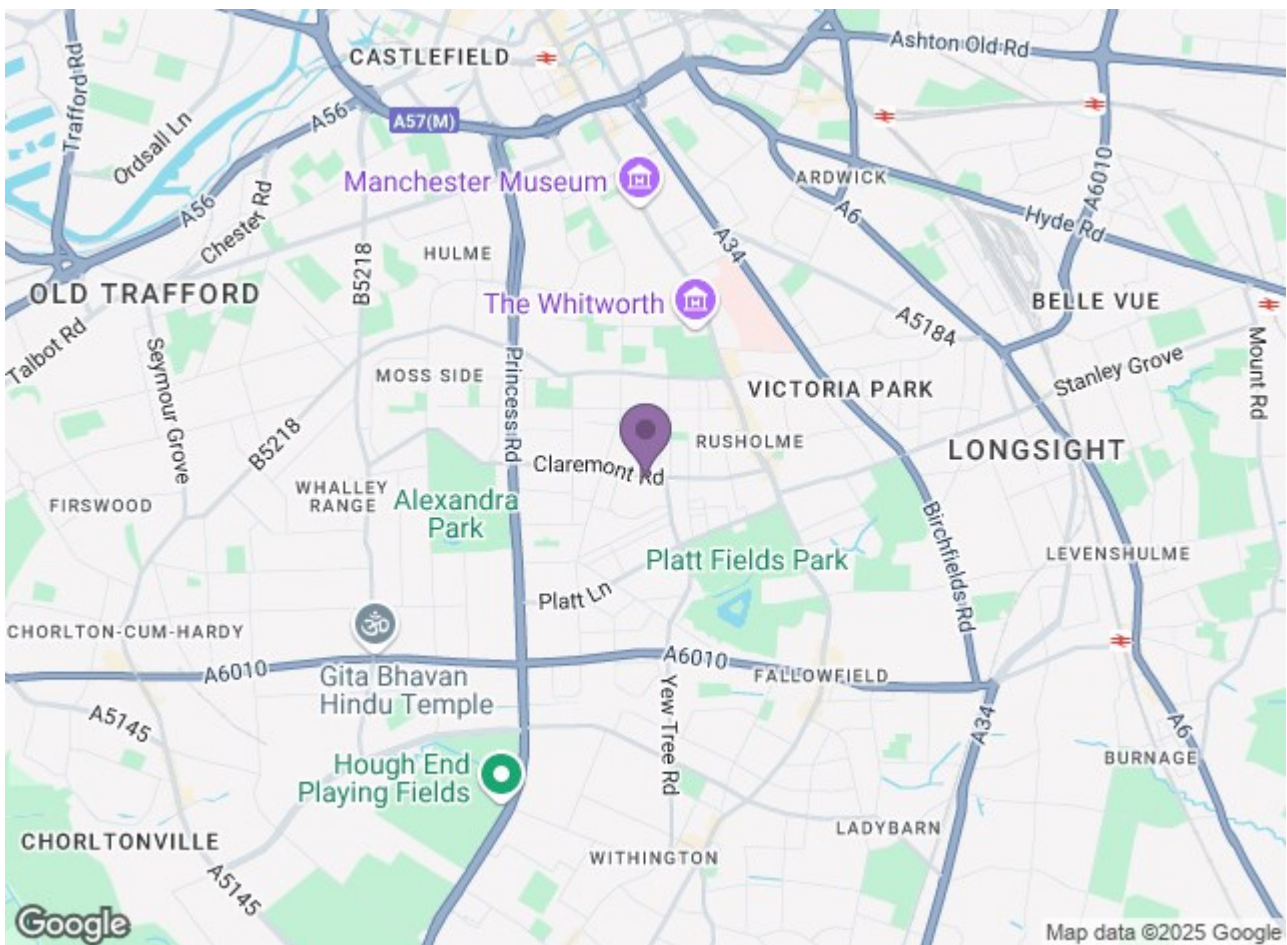 CASTLEFIELD
Ashton Old Rd
Trafford Rd
Ordsall Ln
A56
A57(M)
A6010
Manchester Museum
ARDWICK
A56
Chester Rd
A6
Hyde Rd
A34
HULME
B5218
OLD TRAFFORD
The Whitworth
BELLE VUE
A5184
Talbot Rd
Seymour Grove
Princess Rd
Stanley Grove
Mount Rd
MOSS SIDE
VICTORIA PARK
B5218
RUSHOLME
LONGSIGHT
Claremont Rd
FIRSWOOD
WHALLEY
RANGE
Alexandra
Park
Birchfields Rd
Platt Fields Park
LEVENSHULME
Platt Ln
CHORLTON-CUM-HARDY
A6010
A6010
Gita Bhavan
Hindu Temple
FALLOWFIELD
Yew Tree Rd
A5145
A34
A6
Hough End
Playing Fields
BURNAGE
CHORLTONVILLE
LADYBARN
WITHINGTON
A5145
Google
Map data ©2025 Google